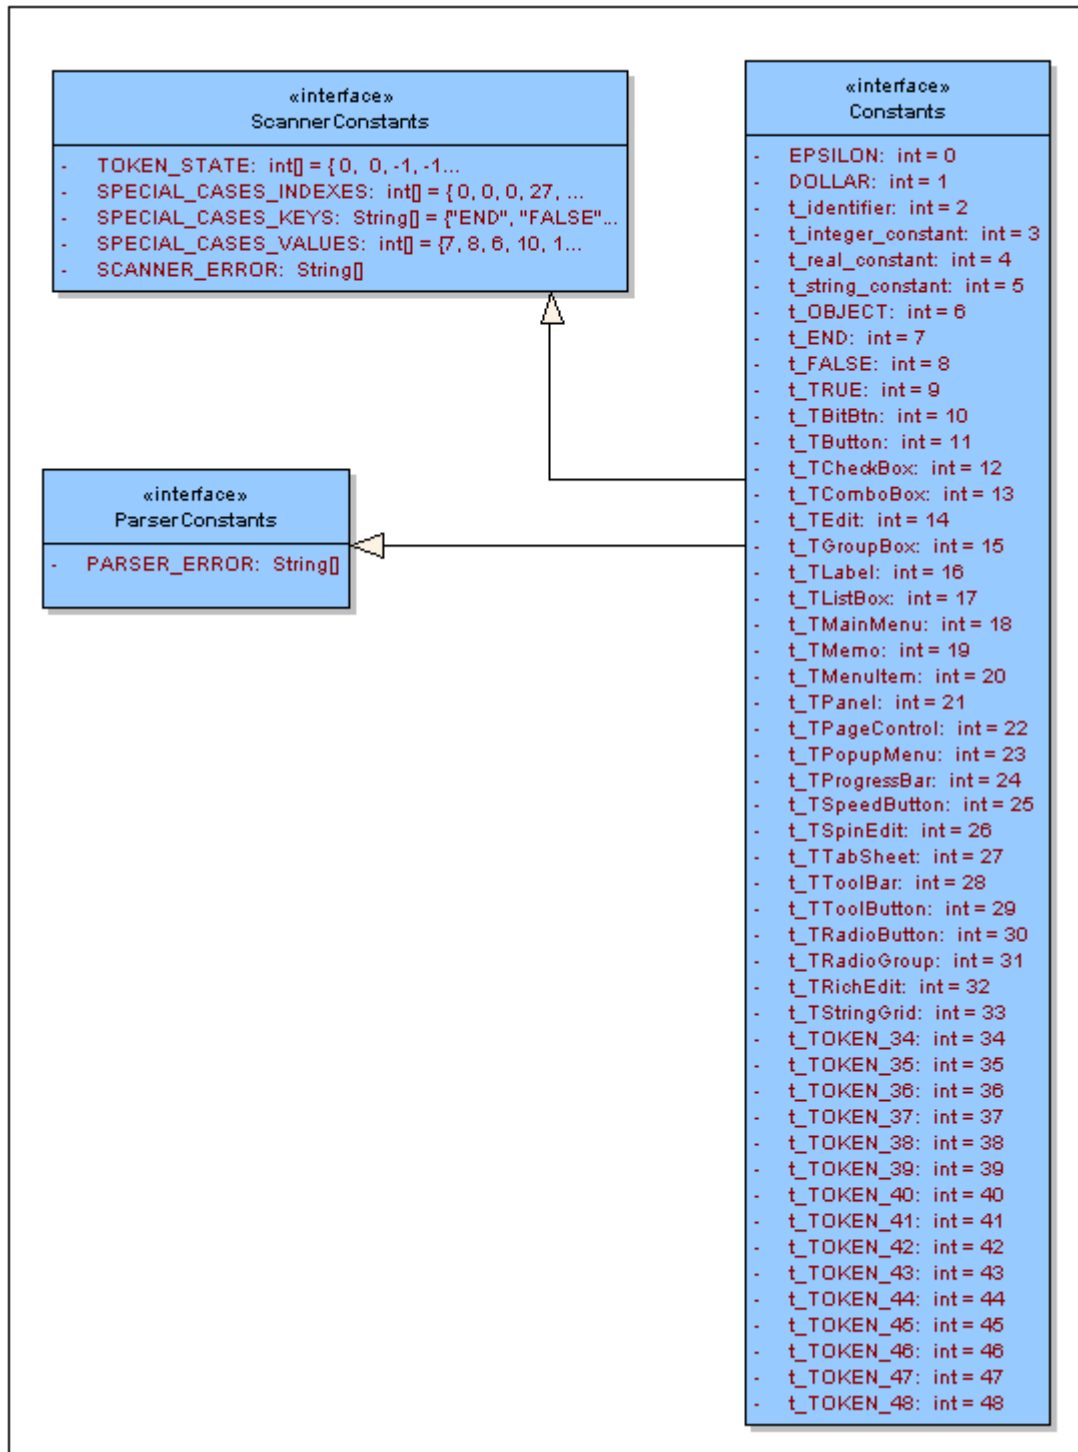 «interface»
ScannerConstants
- TOKEN_STATE: int[] = { 0, 0, -1, -1...
- SPECIAL_CASES_INDEXES: int[] = { 0, 0, 0, 27, ...
- SPECIAL_CASES_KEYS: String[] = {"END", "FALSE"...
- SPECIAL_CASES_VALUES: int[] = {7, 8, 6, 10, 1...
- SCANNER_ERROR: String[]
«interface»
ParserConstants
- PARSER_ERROR: String[]
«interface»
Constants
- EPSILON: int = 0
- DOLLAR: int = 1
- t_identifier: int = 2
- t_integer_constant: int = 3
- t_real_constant: int = 4
- t_string_constant: int = 5
- t_OBJECT: int = 6
- t_END: int = 7
- t_FALSE: int = 8
- t_TRUE: int = 9
- t_TBitBtn: int = 10
- t_TButton: int = 11
- t_TCheckBox: int = 12
- t_TComboBox: int = 13
- t_TEdit: int = 14
- t_TGroupBox: int = 15
- t_TLabel: int = 16
- t_TListBox: int = 17
- t_TMainMenu: int = 18
- t_TMemo: int = 19
- t_TMenuItem: int = 20
- t_TPanel: int = 21
- t_TPageControl: int = 22
- t_TPopupMenu: int = 23
- t_TProgressBar: int = 24
- t_TSpeedButton: int = 25
- t_TSpinEdit: int = 26
- t_TTabSheet: int = 27
- t_TToolBar: int = 28
- t_TToolButton: int = 29
- t_TRadioButton: int = 30
- t_TRadioGroup: int = 31
- t_TRichEdit: int = 32
- t_TStringGrid: int = 33
- t_TOKEN_34: int = 34
- t_TOKEN_35: int = 35
- t_TOKEN_36: int = 36
- t_TOKEN_37: int = 37
- t_TOKEN_38: int = 38
- t_TOKEN_39: int = 39
- t_TOKEN_40: int = 40
- t_TOKEN_41: int = 41
- t_TOKEN_42: int = 42
- t_TOKEN_43: int = 43
- t_TOKEN_44: int = 44
- t_TOKEN_45: int = 45
- t_TOKEN_46: int = 46
- t_TOKEN_47: int = 47
- t_TOKEN_48: int = 48